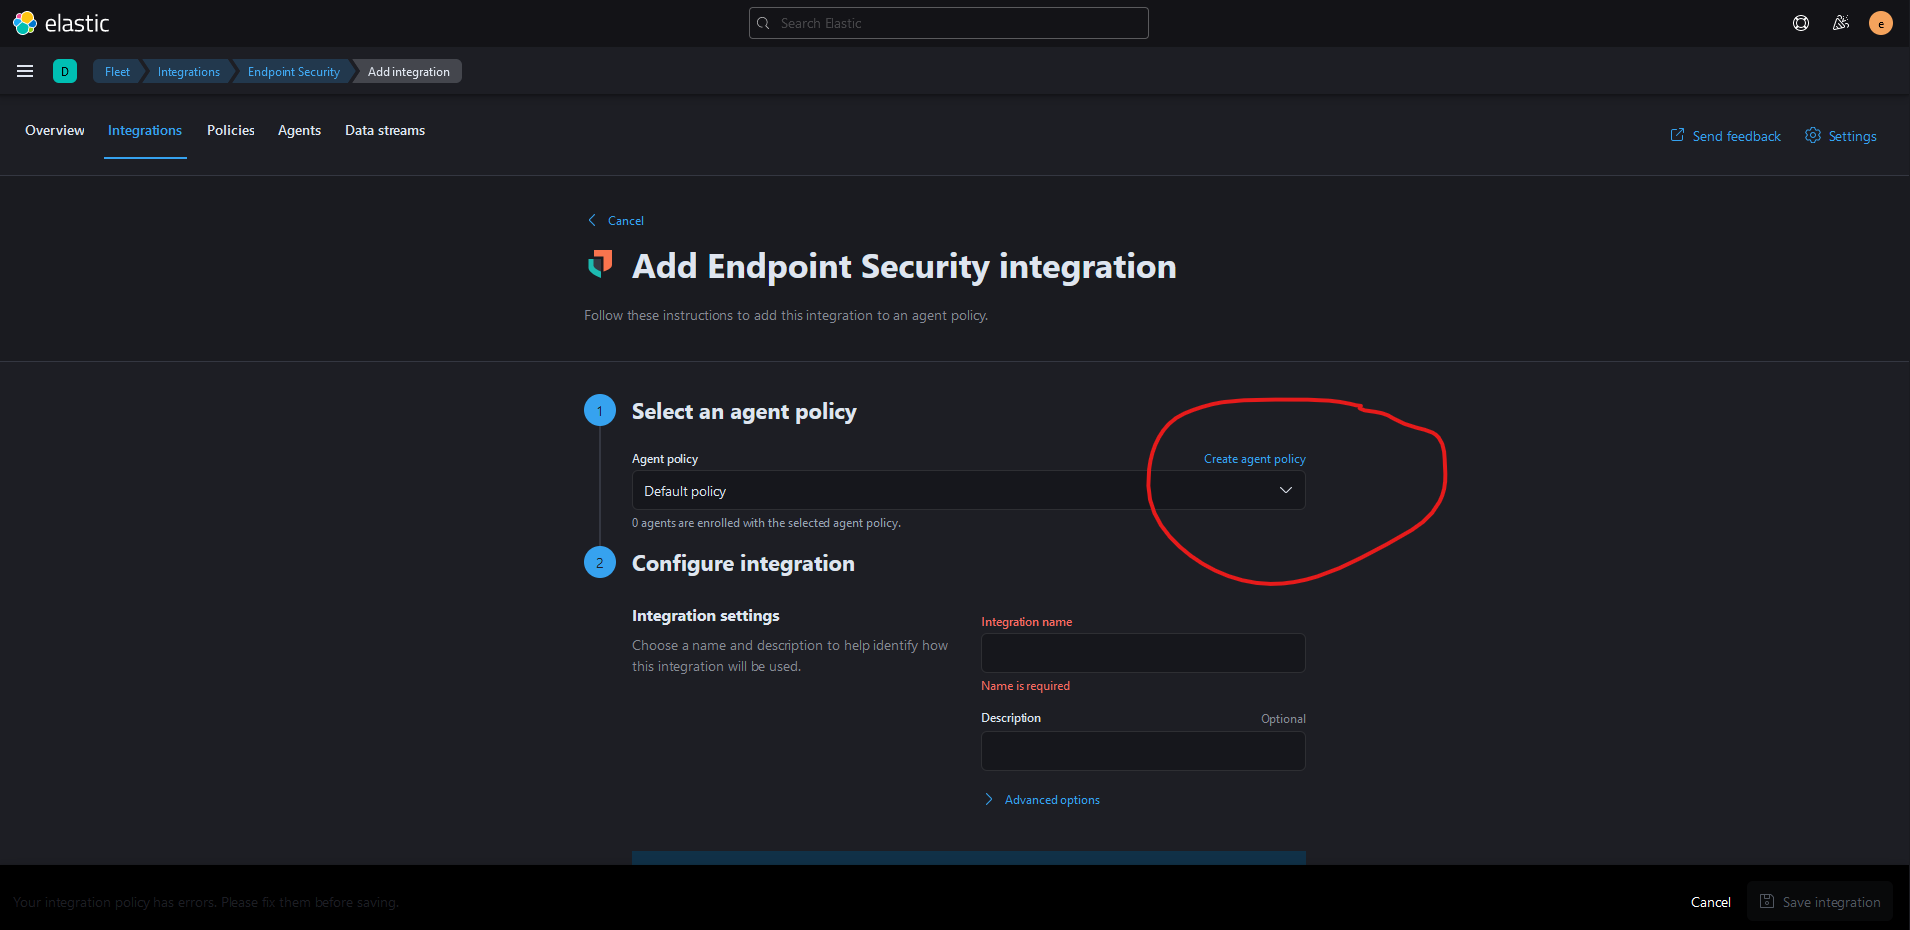 elastic
Search Elastic
e
D
Fleet
Integrations
Endpoint Security
Add integration
Overview
Integrations
Policies
Agents
Data streams
Send feedback
Settings
Cancel
Add Endpoint Security integration
Follow these instructions to add this integration to an agent policy.
1
Select an agent policy
Agent policy
Create agent policy
Default policy
0 agents are enrolled with the selected agent policy.
2
Configure integration
Integration settings
Choose a name and description to help identify how
this integration will be used.
Integration name
Name is required
Description
Optional
Advanced options
Your integration policy has errors. Please fix them before saving.
Cancel
Save integration